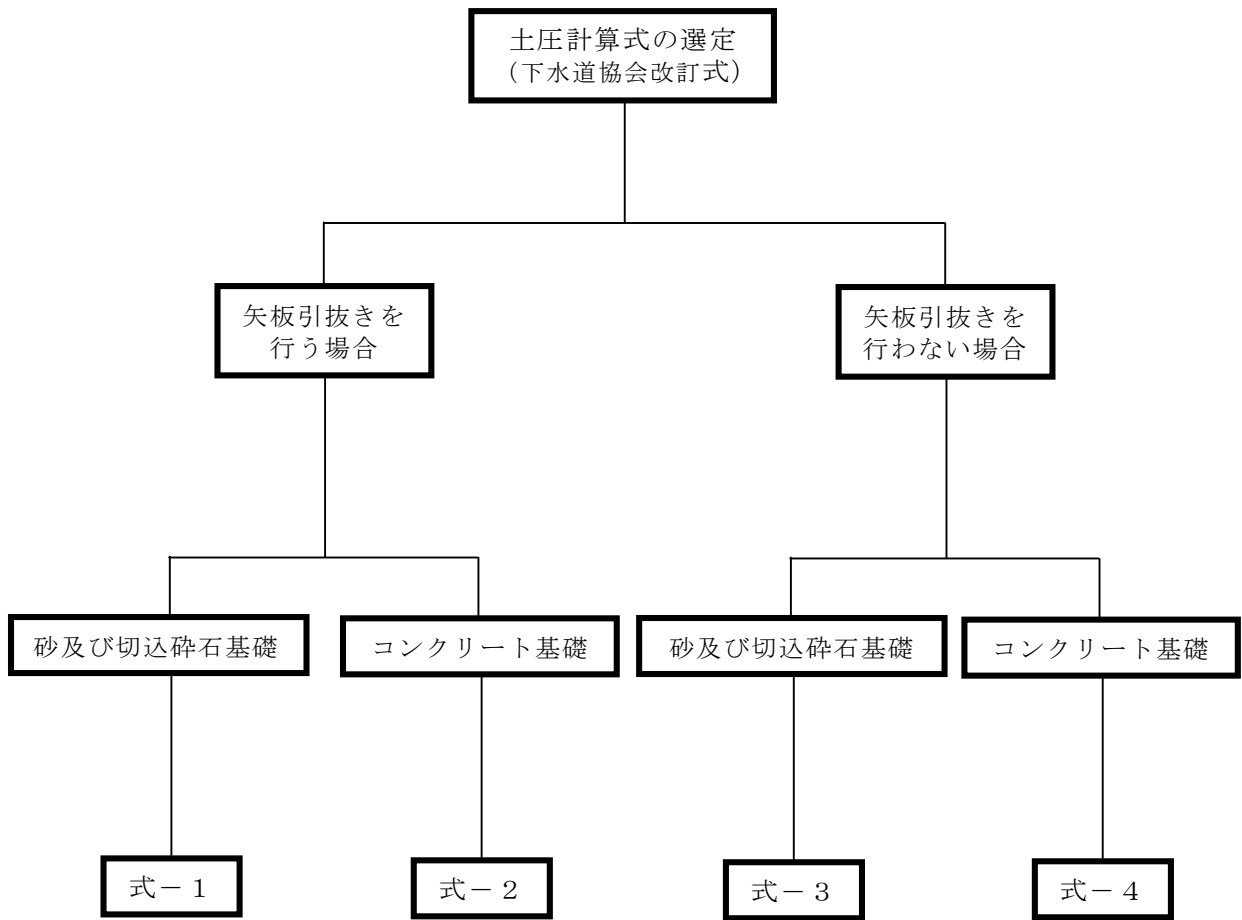 土圧計算式の選定
（下水道協会改訂式）
矢板引抜きを
行う場合
矢板引抜きを
行わない場合
砂及び切込砕石基礎
コンクリート基礎
砂及び切込砕石基礎
コンクリート基礎
式－１
式－２
式－３
式－４